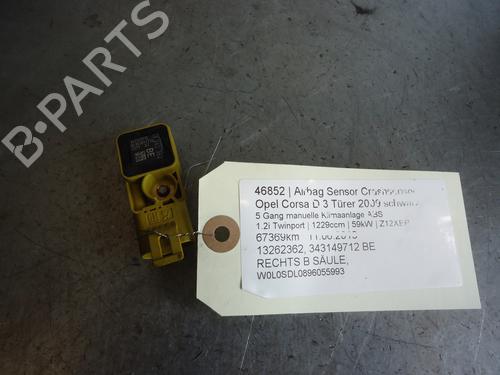 B-PARTS
BE
46852 | Airbag Sensor
Opel Corsa D 3 Türer 2009
5 Gang manuelle Klimaanlage ABS
1.2i Twinport | 1229ccm | 59kW | Z12XEP
67369km
13262362, 343149712 BE
RECHTS B SÄULE,
W0L0SDL0896055993